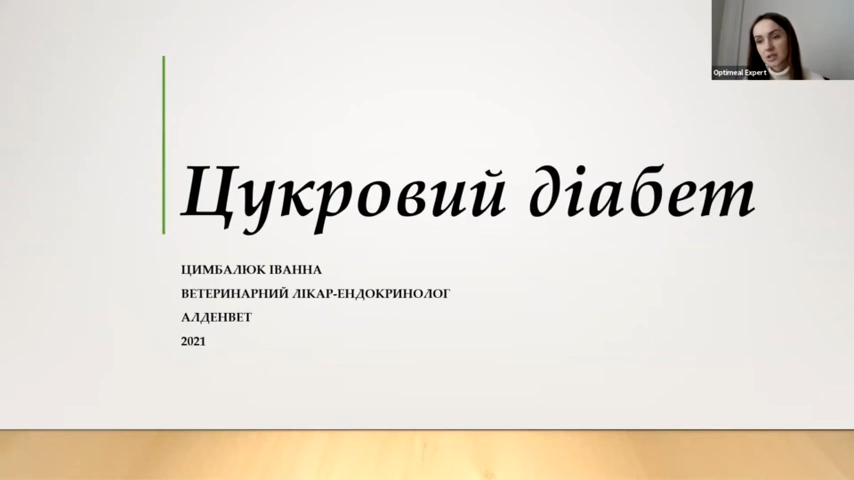 Optimeal Expert
Цукровий діабет
ЦИМБАЛЮК ІВАННА
ВЕТЕРИНАРНИЙ ЛІКАР-ЕНДОКРИНОЛОГ
АЛДЕНВЕТ
2021